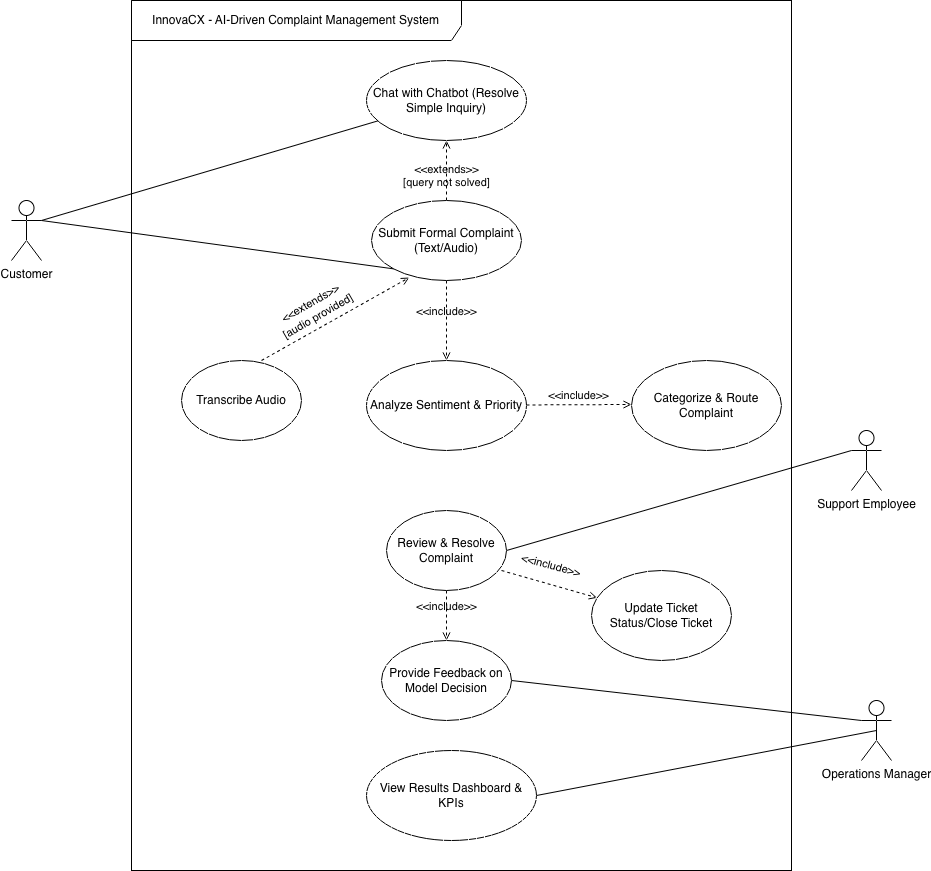 InnovaCX - AI-Driven Complaint Management System
Chat with Chatbot (Resolve
Simple Inquiry)
<<extends>>
[query not solved]
Submit Formal Complaint
(Text/Audio)
Customer
<<extends>>
[audio provided]
<<include>>
Transcribe Audio
Analyze Sentiment & Priority
<<include>>
Categorize & Route
Complaint
Support Employee
Review & Resolve
Complaint
<<include>>
<<include>>
Update Ticket
Status/Close Ticket
Provide Feedback on
Model Decision
Operations Manager
View Results Dashboard &
KPIs